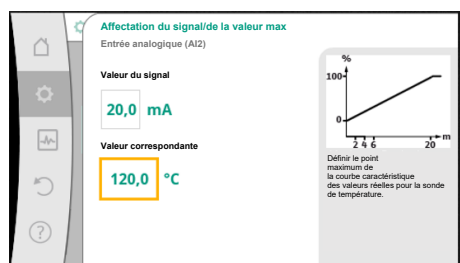 Affectation du signal/de la valeur max
Entrée analogique (AI2)
Valeur du signal
20,0 mA
Valeur correspondante
120,0 °C
%
100
0
2 4 6 20
m
Définir le point
maximum de
la courbe caractéristique
des valeurs réelles pour la sonde
de température.
?